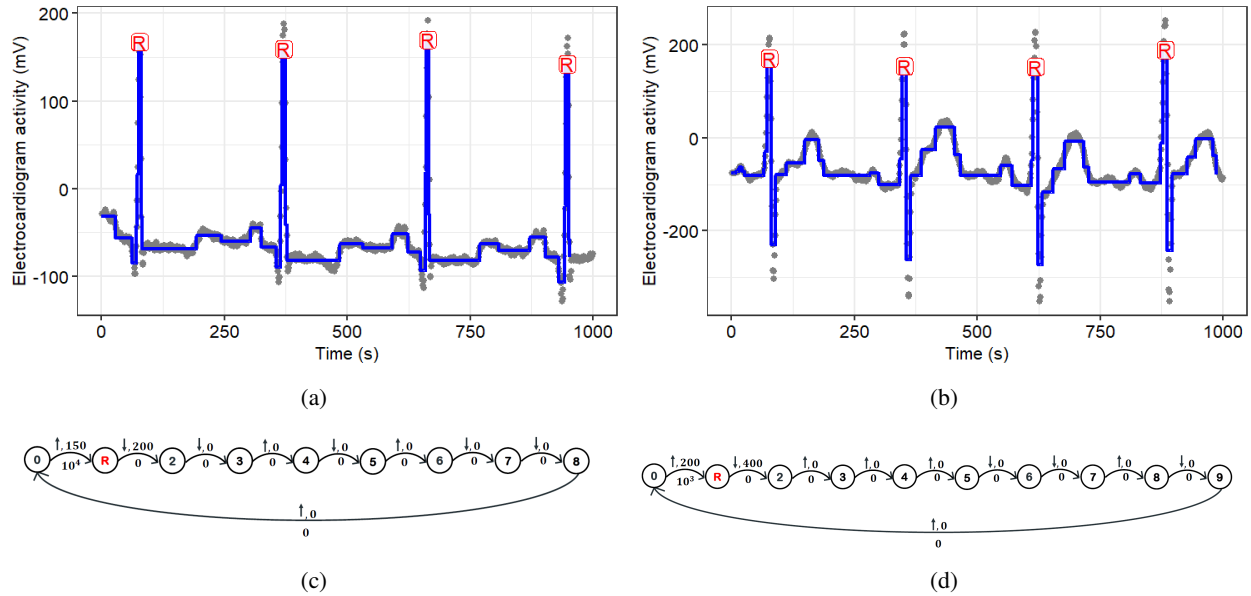 200
100
0
-100
Electrocardiogram activity (mV)
R R R R
0 250 500 750 1000
Time (s)
(a)
200
0
-200
Electrocardiogram activity (mV)
R R R R
0 250 500 750 1000
Time (s)
(b)
↑, 150 ↓, 200 ↓, 0 ↑, 0 ↓, 0 ↑, 0 ↓, 0 ↓, 0
0 R 2 3 4 5 6 7 8
10⁴ 0 0 0 0 0 0 0
↑, 0
0
(c)
↑, 200 ↓, 400 ↑, 0 ↑, 0 ↑, 0 ↓, 0 ↓, 0 ↑, 0 ↓, 0
0 R 2 3 4 5 6 7 8 9
10³ 0 0 0 0 0 0 0 0
↑, 0
0
(d)